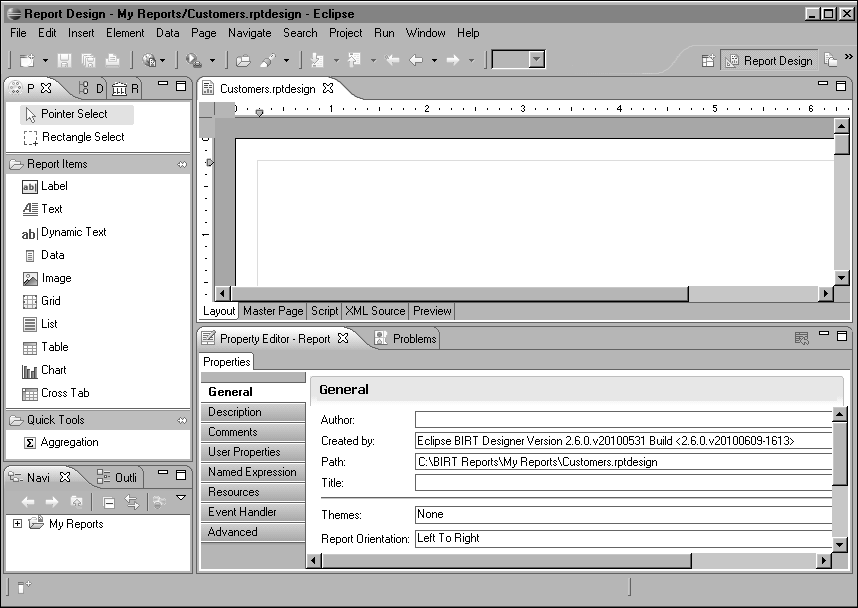 Report Design - My Reports/Customers.rptdesign - Eclipse
File Edit Insert Element Data Page Navigate Search Project Run Window Help
Report Design
P D R
Pointer Select
Rectangle Select
Report Items
Label
Text
Dynamic Text
Data
Image
Grid
List
Table
Chart
Cross Tab
Quick Tools
Aggregation
Navi Outli
My Reports
Customers.rptdesign
0 1 2 3 4 5 6
Layout Master Page Script XML Source Preview
Property Editor - Report Problems
Properties
General
Description
Comments
User Properties
Named Expression
Resources
Event Handler
Advanced
General
Author:
Created by: Eclipse BIRT Designer Version 2.6.0.v20100531 Build <2.6.0.v20100609-1613>
Path: C:\BIRT Reports\My Reports\Customers.rptdesign
Title:
Themes: None
Report Orientation: Left To Right